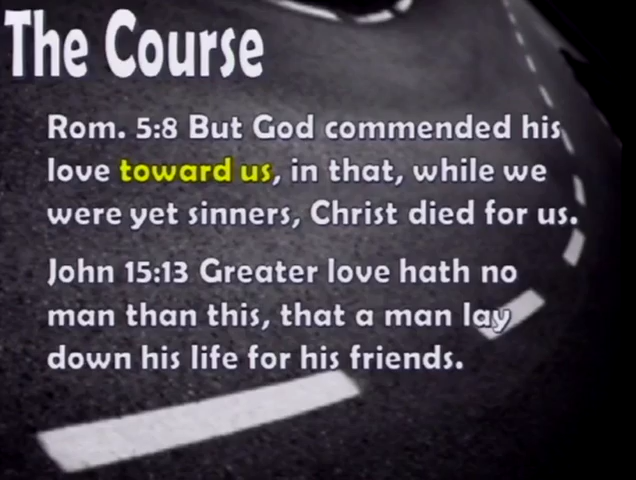 The Course
Rom. 5:8 But God commended his
love toward us, in that, while we
were yet sinners, Christ died for us.
John 15:13 Greater love hath no
man than this, that a man lay
down his life for his friends.